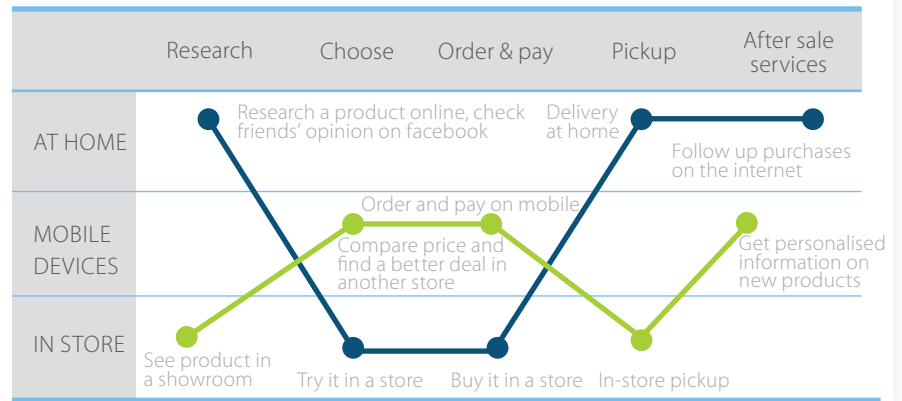 Research
Choose
Order & pay
Pickup
After sale
services
AT HOME
Research a product online, check
friends’ opinion on facebook
Delivery
at home
Follow up purchases
on the internet
MOBILE
DEVICES
Order and pay on mobile
Compare price and
find a better deal in
another store
Get personalised
information on
new products
IN STORE
See product in
a showroom
Try it in a store
Buy it in a store
In-store pickup